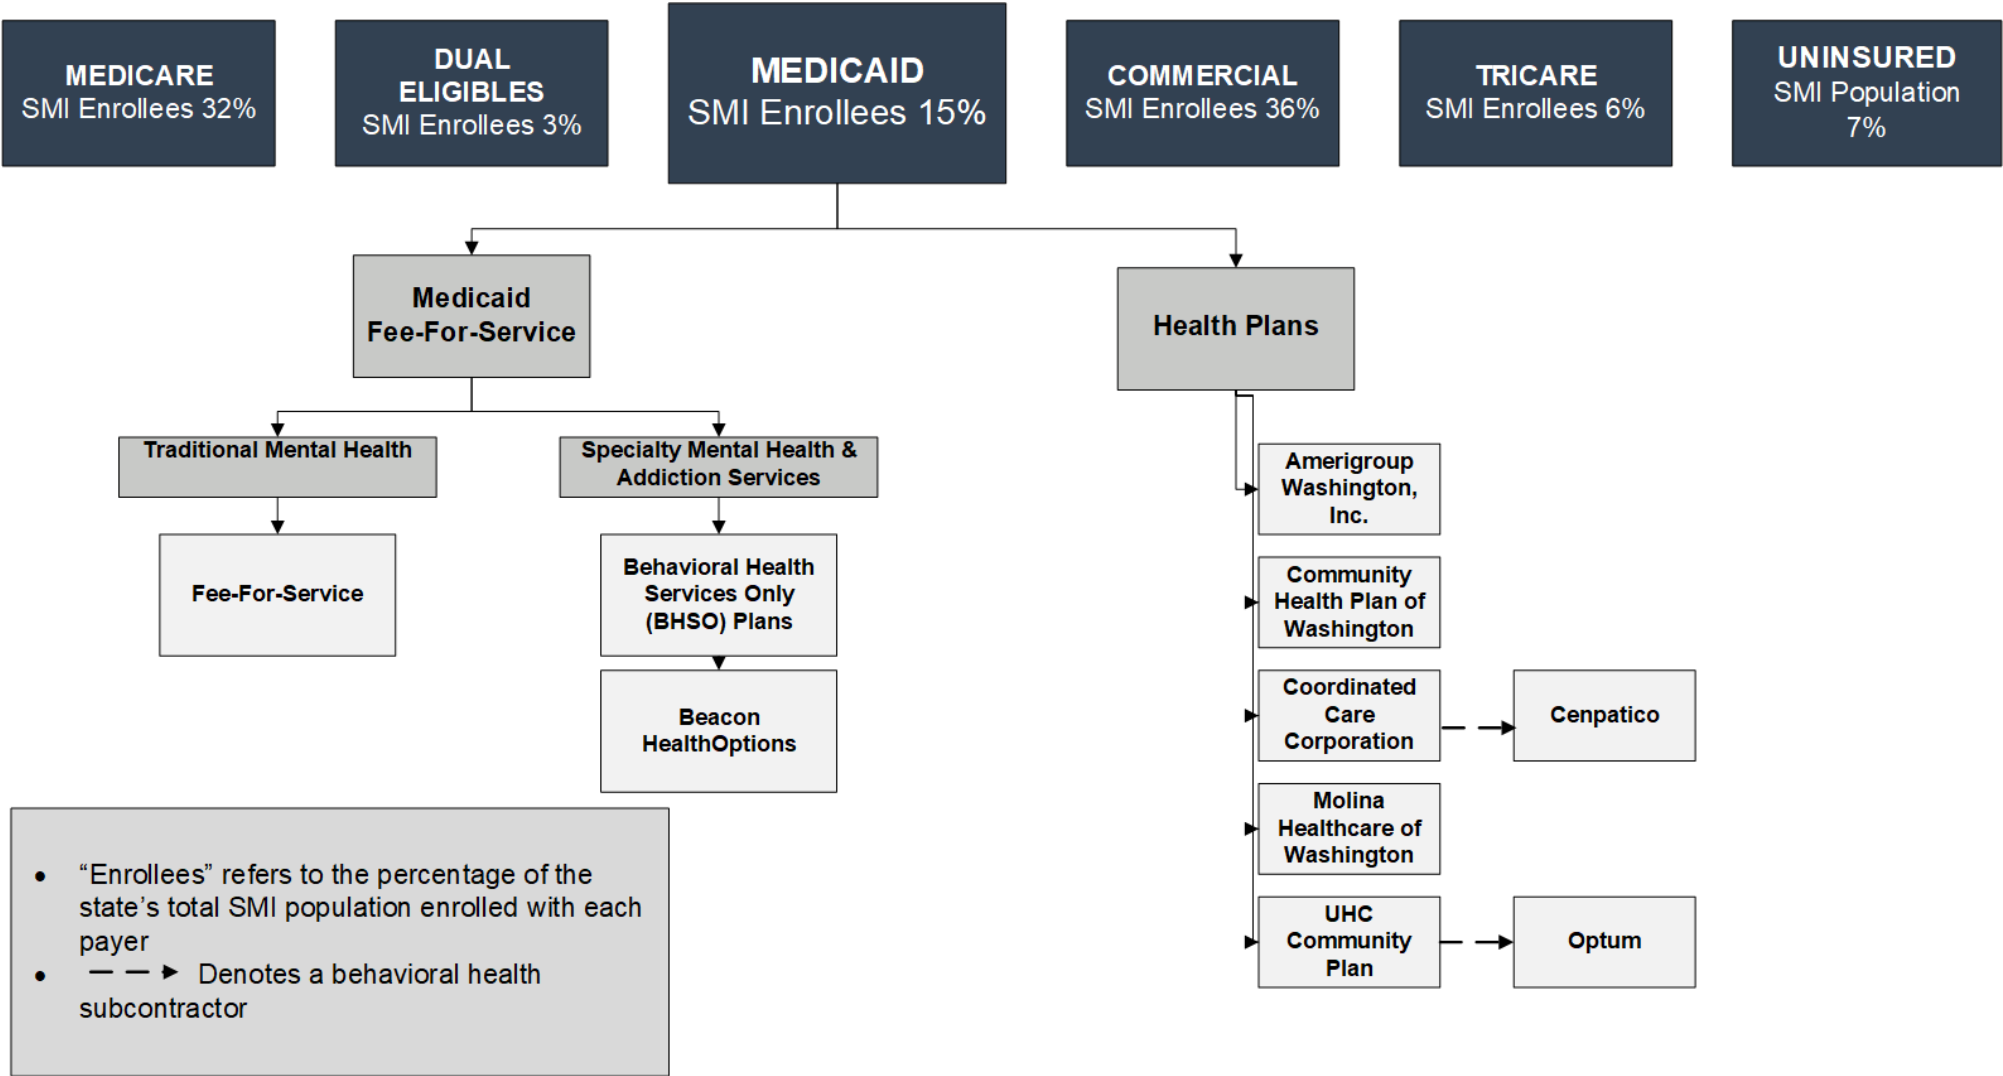 MEDICARE
SMI Enrollees 32%
DUAL
ELIGIBLES
SMI Enrollees 3%
MEDICAID
SMI Enrollees 15%
COMMERCIAL
SMI Enrollees 36%
TRICARE
SMI Enrollees 6%
UNINSURED
SMI Population
7%
Medicaid
Fee-For-Service
Health Plans
Traditional Mental Health
Specialty Mental Health &
Addiction Services
Fee-For-Service
Behavioral Health
Services Only
(BHSO) Plans
Beacon
HealthOptions
Amerigroup
Washington,
Inc.
Community
Health Plan of
Washington
Coordinated
Care
Corporation
Cenpatico
Molina
Healthcare of
Washington
UHC
Community
Plan
Optum
• “Enrollees” refers to the percentage of the
state’s total SMI population enrolled with each
payer
• Denotes a behavioral health
subcontractor